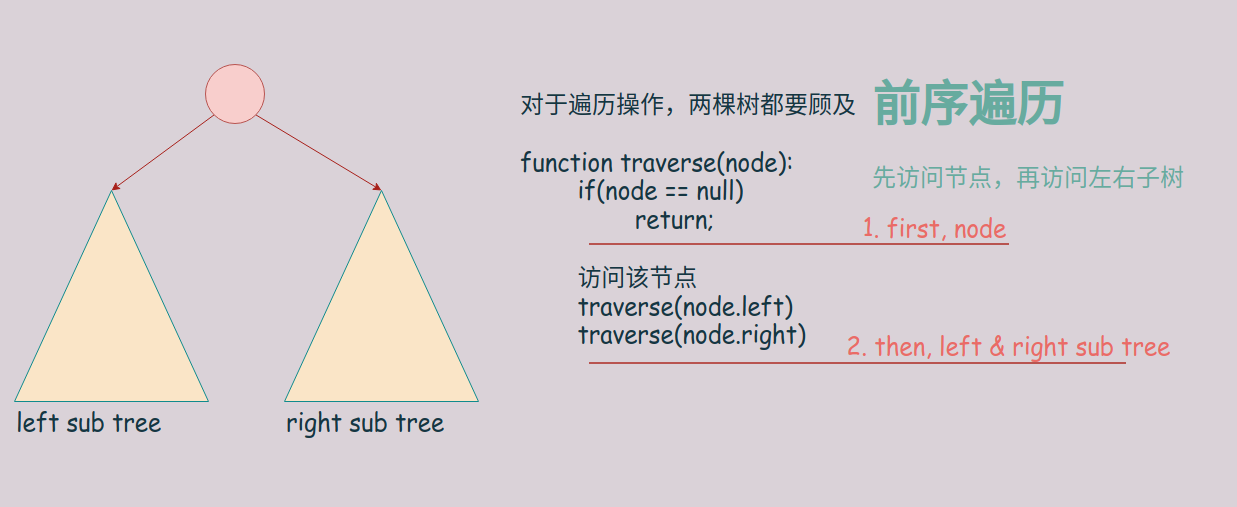 对于遍历操作，两棵树都要顾及
前序遍历
function traverse(node):
if(node == null)
return;
先访问节点，再访问左右子树
1. first, node
访问该节点
traverse(node.left)
traverse(node.right)
2. then, left & right sub tree
left sub tree
right sub tree